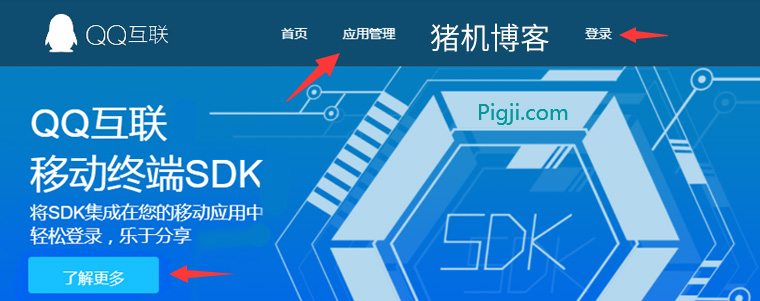 QQ互联
首页
应用管理
猪机博客
登录
Pigji.com
QQ互联
移动终端SDK
将SDK集成在您的移动应用中
轻松登录，乐于分享
SDK
了解更多